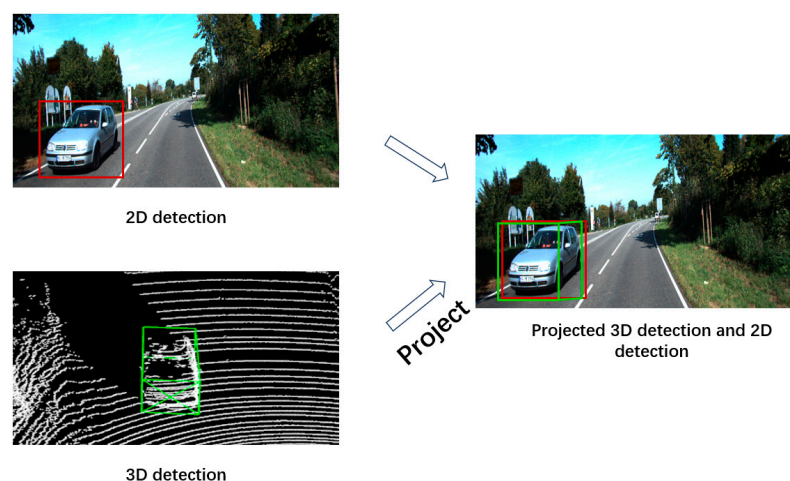 2D detection
Project
Projected 3D detection and 2D
detection
3D detection